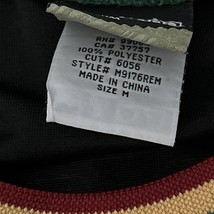 CA# 37757
100% POLYESTER
CUT# 6056
STYLE# M9176REM
MADE IN CHINA
SIZE M